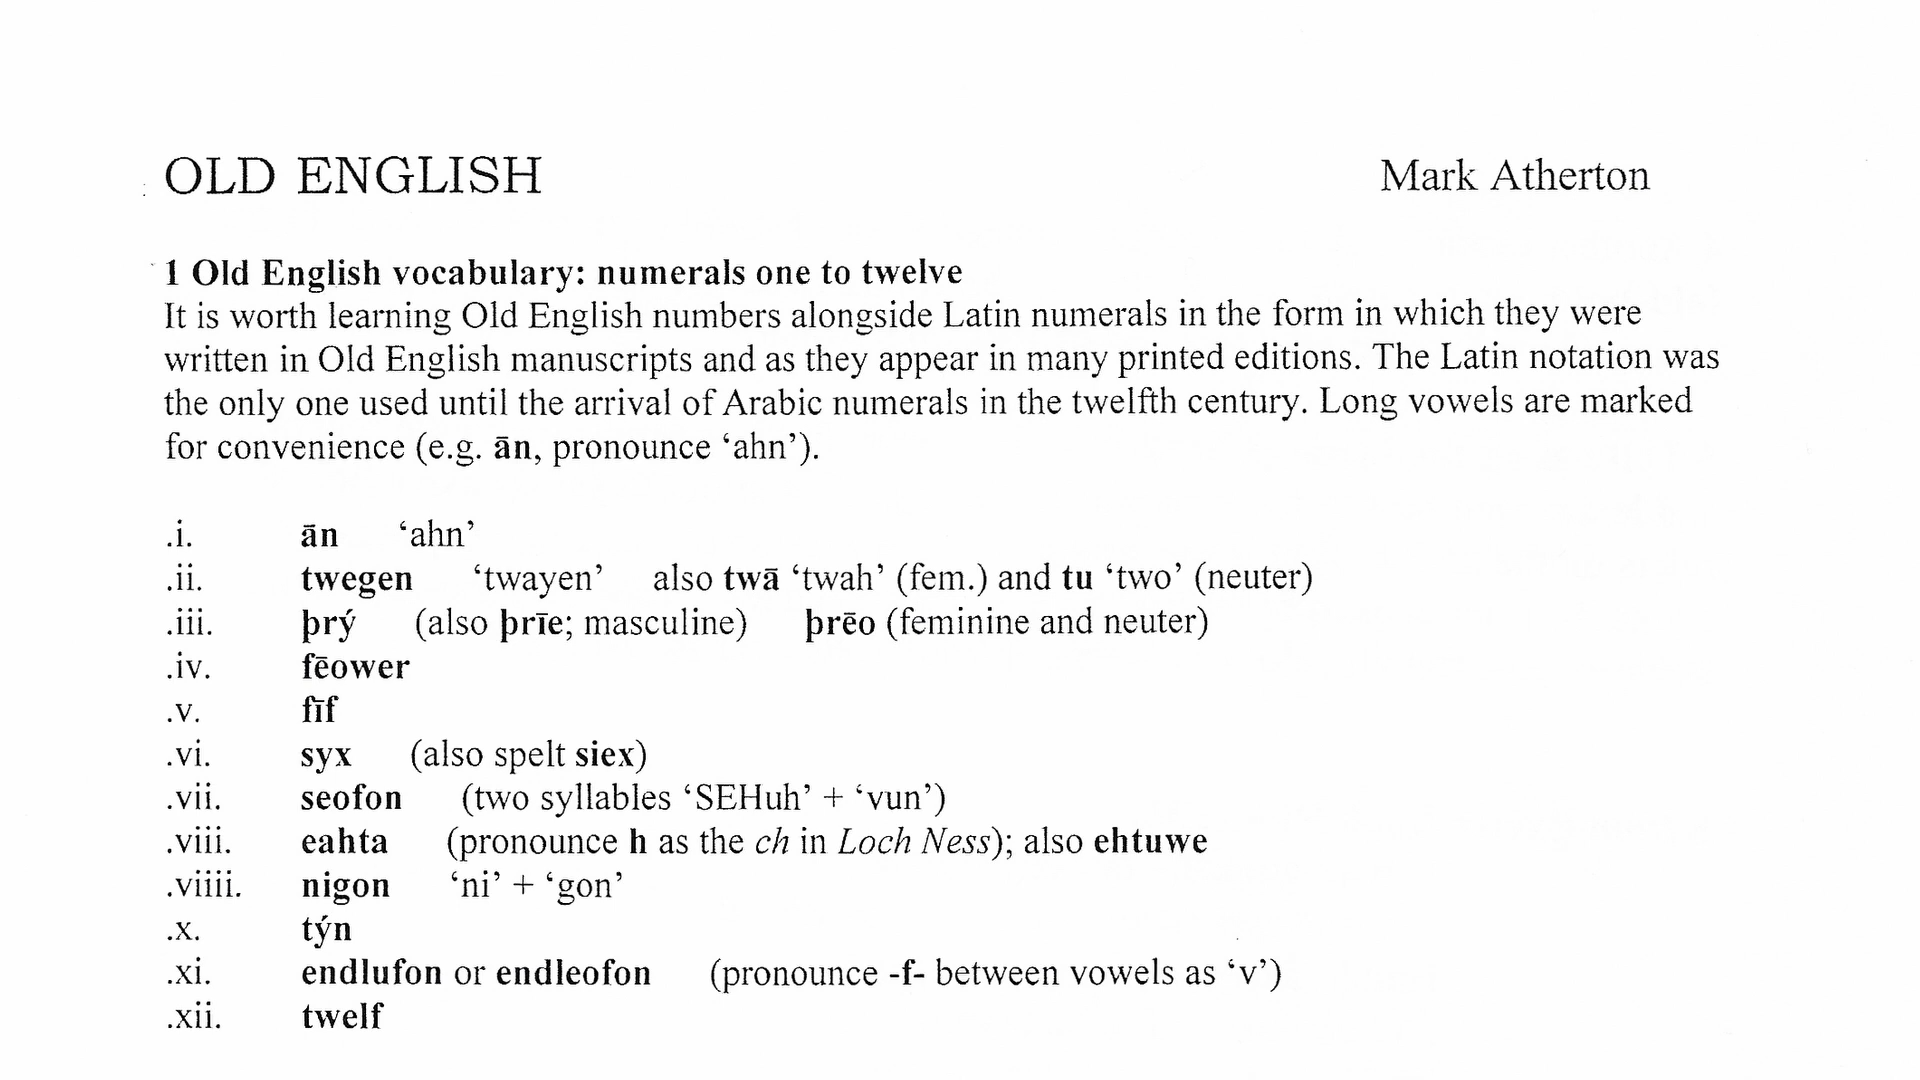 OLD ENGLISH Mark Atherton
1 Old English vocabulary: numerals one to twelve
It is worth learning Old English numbers alongside Latin numerals in the form in which they were
written in Old English manuscripts and as they appear in many printed editions. The Latin notation was
the only one used until the arrival of Arabic numerals in the twelfth century. Long vowels are marked
for convenience (e.g. ān, pronounce ‘ahn’).
.i. ān ‘ahn’
.ii. twegen ‘twayen’ also twā ‘twah’ (fem.) and tu ‘two’ (neuter)
.iii. þrý (also þrīe; masculine) þrēo (feminine and neuter)
.iv. fēower
.v. fīf
.vi. syx (also spelt siex)
.vii. seofon (two syllables ‘SEHuh’ + ‘vun’)
.viii. eahta (pronounce h as the ch in Loch Ness); also ehtuwe
.viiii. nigon ‘ni’ + ‘gon’
.x. týn
.xi. endlufon or endleofon (pronounce -f- between vowels as ‘v’)
.xii. twelf